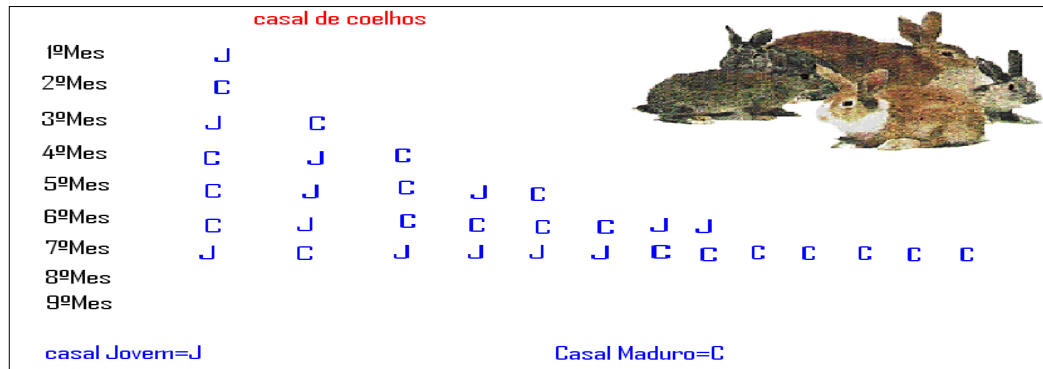 casal de coelhos
1ºMes J
2ºMes C
3ºMes J C
4ºMes C J C
5ºMes C J C J C
6ºMes C J C C C C J J
7ºMes J C J J J J C C C C C C C
8ºMes
9ºMes
casal Jovem=J Casal Maduro=C